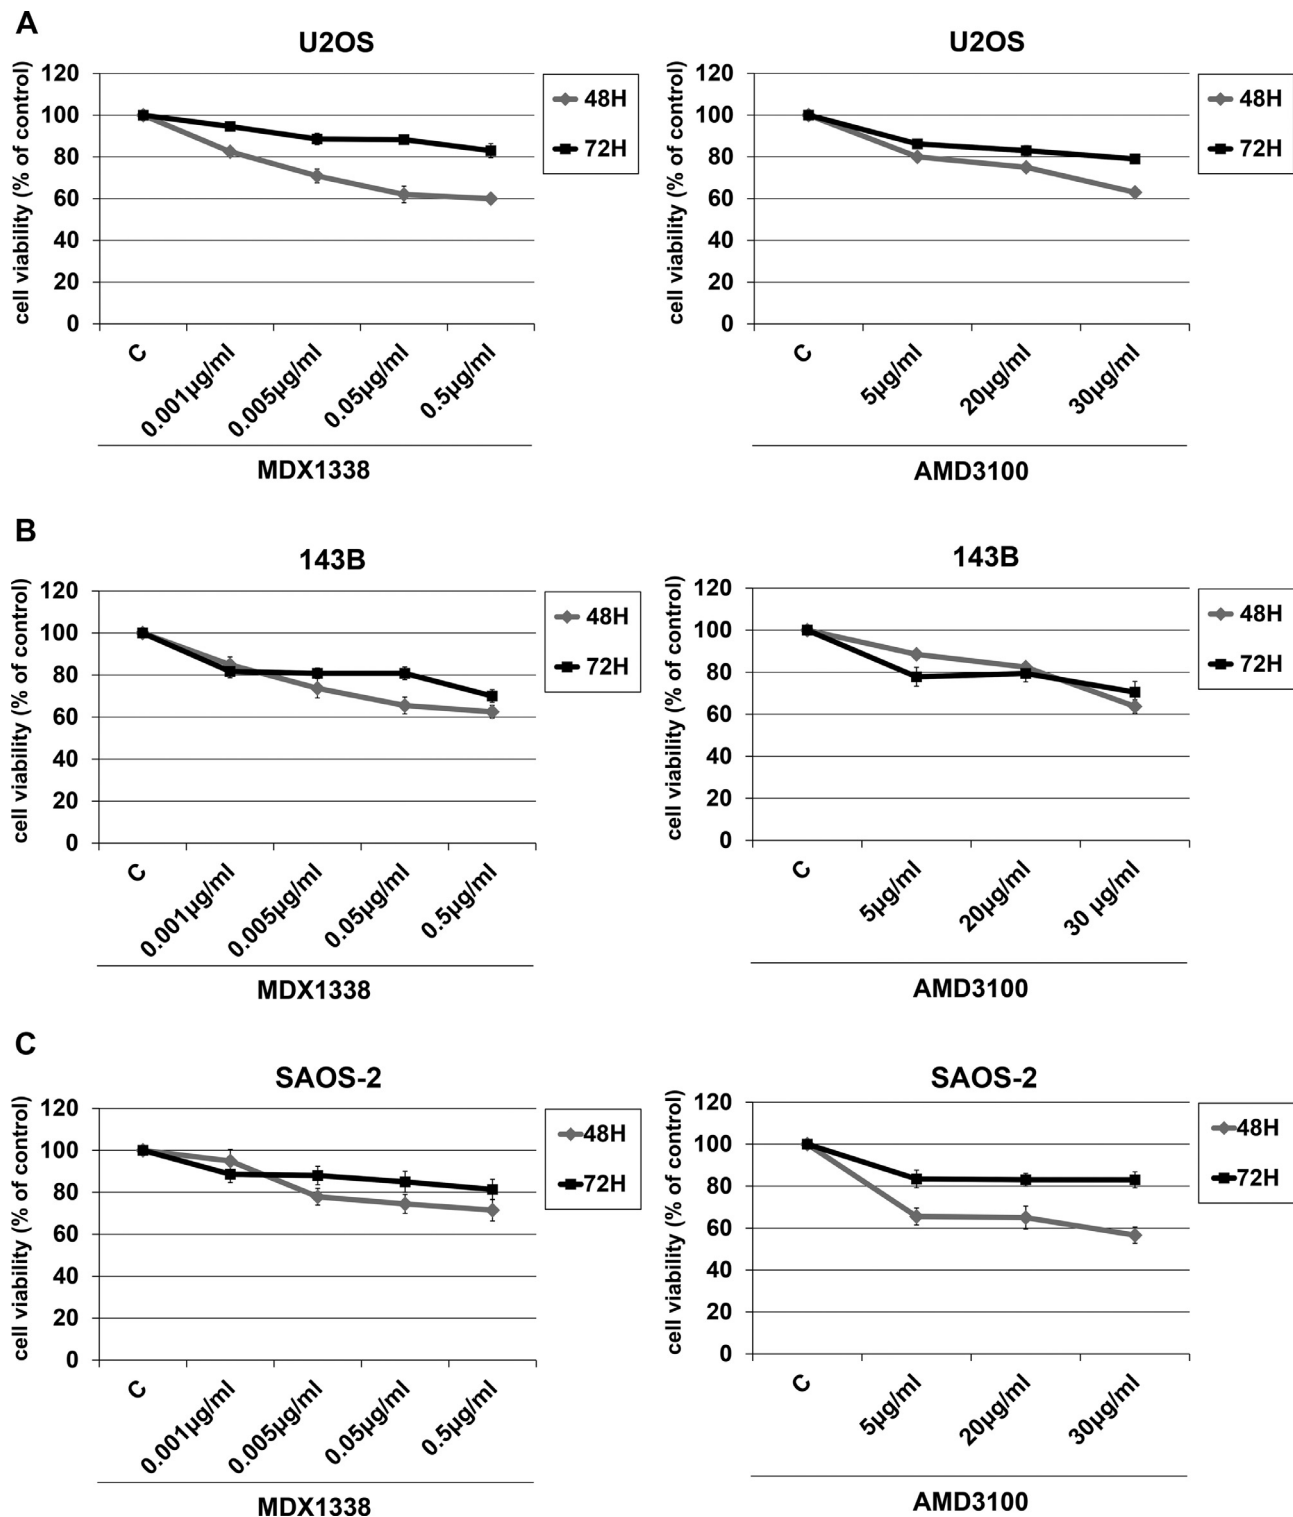 A
U2OS
cell viability (% of control)
120
100
80
60
40
20
0
C
0.001µg/ml
0.005µg/ml
0.05µg/ml
0.5µg/ml
MDX1338
48H
72H
U2OS
cell viability (% of control)
120
100
80
60
40
20
0
C
5µg/ml
20µg/ml
30µg/ml
AMD3100
48H
72H
B
143B
cell viability (% of control)
120
100
80
60
40
20
0
C
0.001µg/ml
0.005µg/ml
0.05µg/ml
0.5µg/ml
MDX1338
48H
72H
143B
cell viability (% of control)
120
100
80
60
40
20
0
C
5µg/ml
20µg/ml
30 µg/ml
AMD3100
48H
72H
C
SAOS-2
cell viability (% of control)
120
100
80
60
40
20
0
C
0.001µg/ml
0.005µg/ml
0.05µg/ml
0.5µg/ml
MDX1338
48H
72H
SAOS-2
cell viability (% of control)
120
100
80
60
40
20
0
C
5µg/ml
20µg/ml
30µg/ml
AMD3100
48H
72H